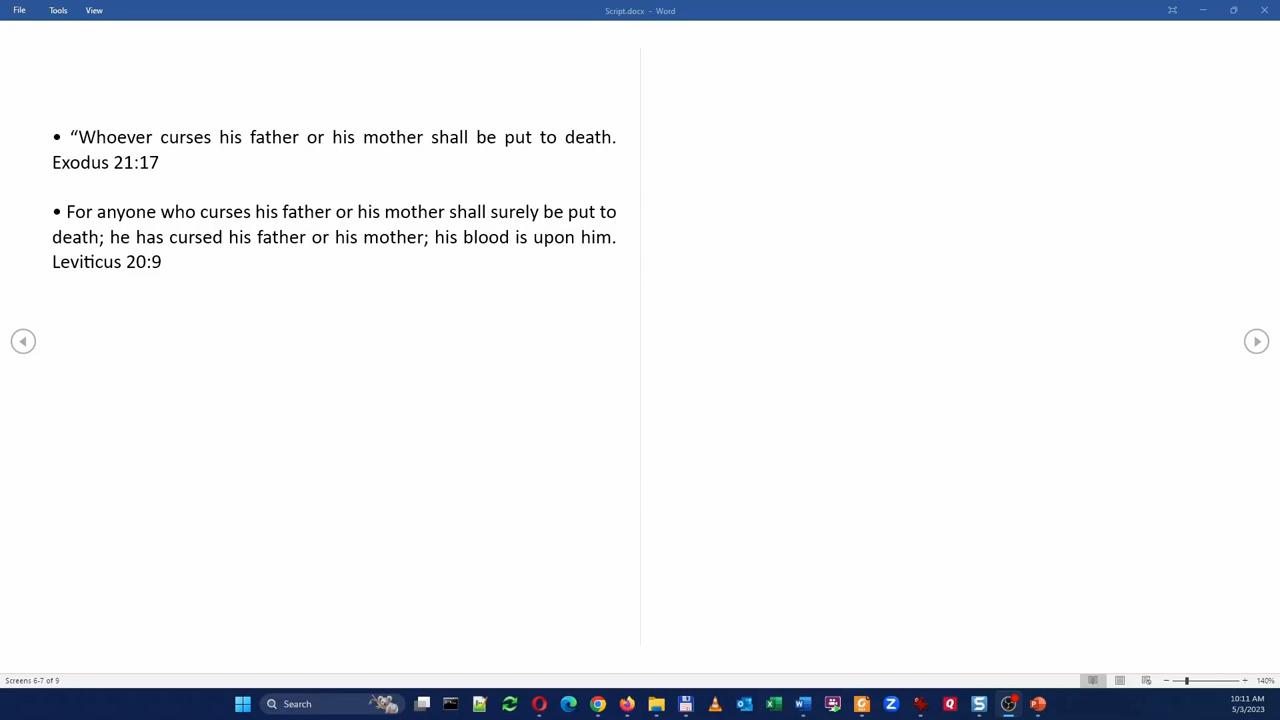 File Tools View Script.docx - Word
• “Whoever curses his father or his mother shall be put to death.
Exodus 21:17
• For anyone who curses his father or his mother shall surely be put to
death; he has cursed his father or his mother; his blood is upon him.
Leviticus 20:9
Screens 6-7 of 9 140%
Search 10:11 AM
5/3/2023